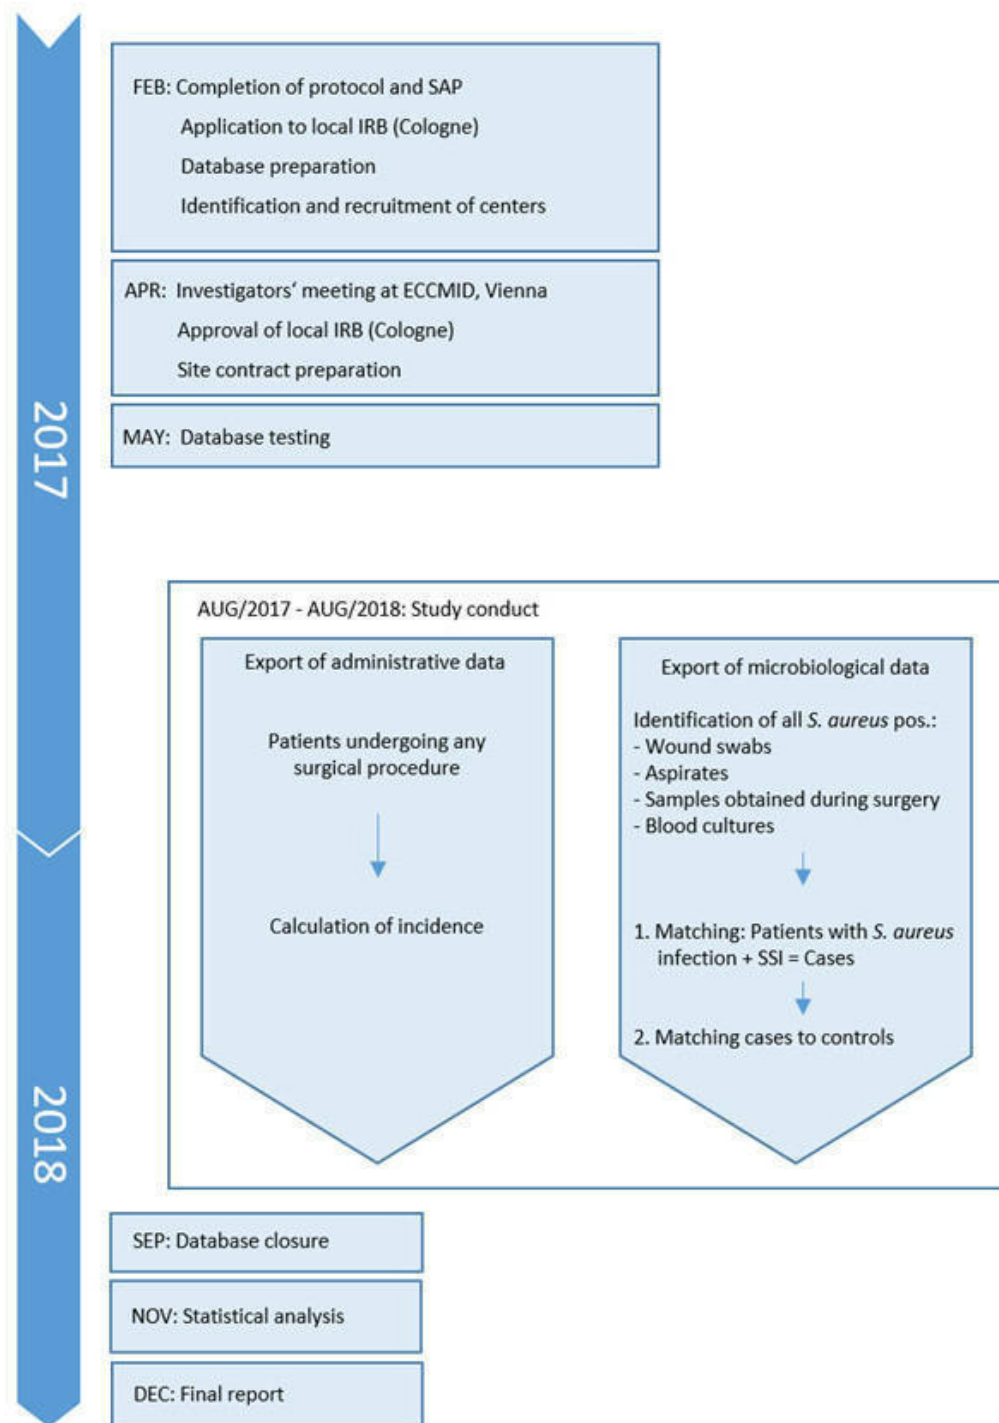 FEB: Completion of protocol and SAP
Application to local IRB (Cologne)
Database preparation
Identification and recruitment of centers
APR: Investigators‘ meeting at ECCMID, Vienna
Approval of local IRB (Cologne)
Site contract preparation
MAY: Database testing
2017
AUG/2017 - AUG/2018: Study conduct
Export of administrative data
Patients undergoing any
surgical procedure
Calculation of incidence
Export of microbiological data
Identification of all S. aureus pos.:
- Wound swabs
- Aspirates
- Samples obtained during surgery
- Blood cultures
1. Matching: Patients with S. aureus
infection + SSI = Cases
2. Matching cases to controls
2018
SEP: Database closure
NOV: Statistical analysis
DEC: Final report